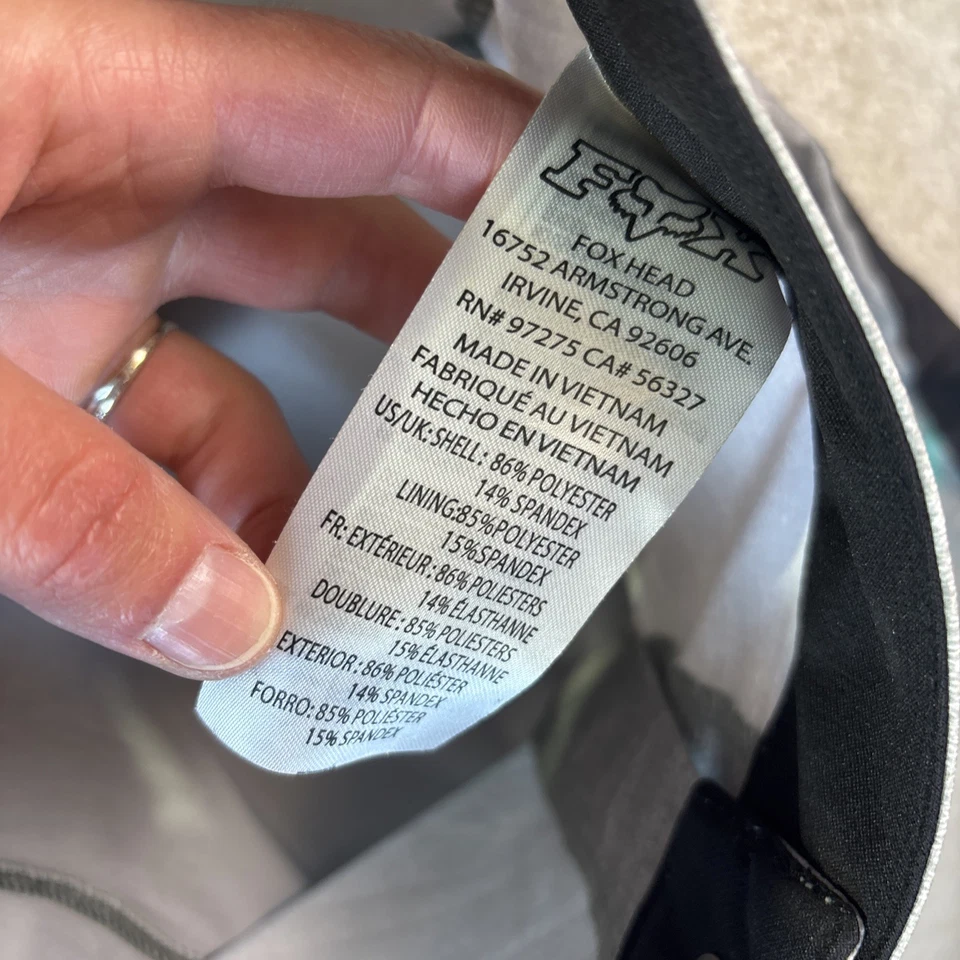 FOX
FOX HEAD
16752 ARMSTRONG AVE.
IRVINE, CA 92606
RN# 97275 CA# 56327
MADE IN VIETNAM
FABRIQUÉ AU VIETNAM
HECHO EN VIETNAM
US/UK: SHELL: 86% POLYESTER
14% SPANDEX
LINING:85%POLYESTER
15%SPANDEX
FR: EXTÉRIEUR: 86% POLIESTERS
14% ÉLASTHANNE
DOUBLURE: 85% POLIESTERS
15% ÉLASTHANNE
EXTERIOR: 86% POLIÉSTER
14% SPANDEX
FORRO: 85% POLIÉSTER
15% SPANDEX